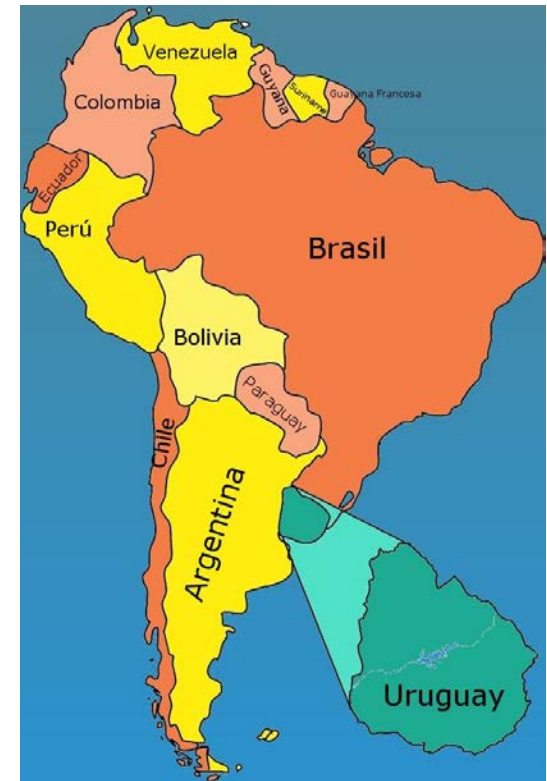 Venezuela
Guyana
Suriname
Guayana Francesa
Colombia
Ecuador
Perú
Brasil
Bolivia
Paraguay
Chile
Argentina
Uruguay